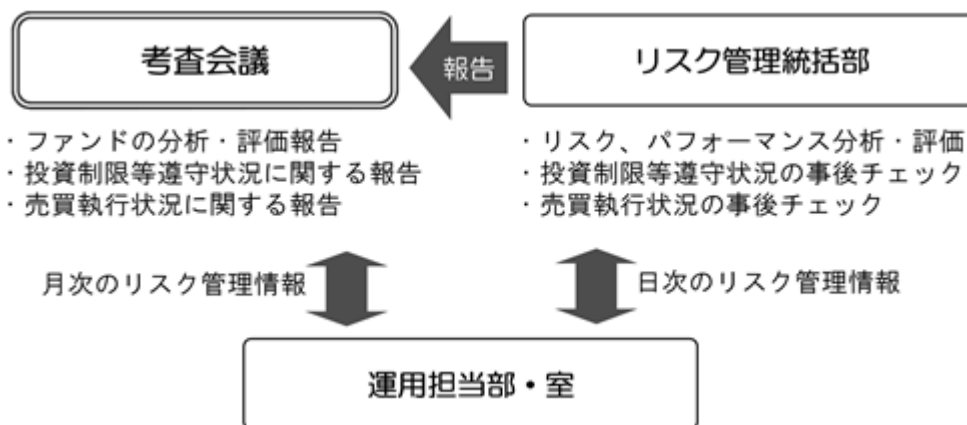 考査会議
報告
リスク管理統括部
・ファンドの分析・評価報告
・投資制限等遵守状況に関する報告
・売買執行状況に関する報告
・リスク、パフォーマンス分析・評価
・投資制限等遵守状況の事後チェック
・売買執行状況の事後チェック
月次のリスク管理情報
日次のリスク管理情報
運用担当部・室